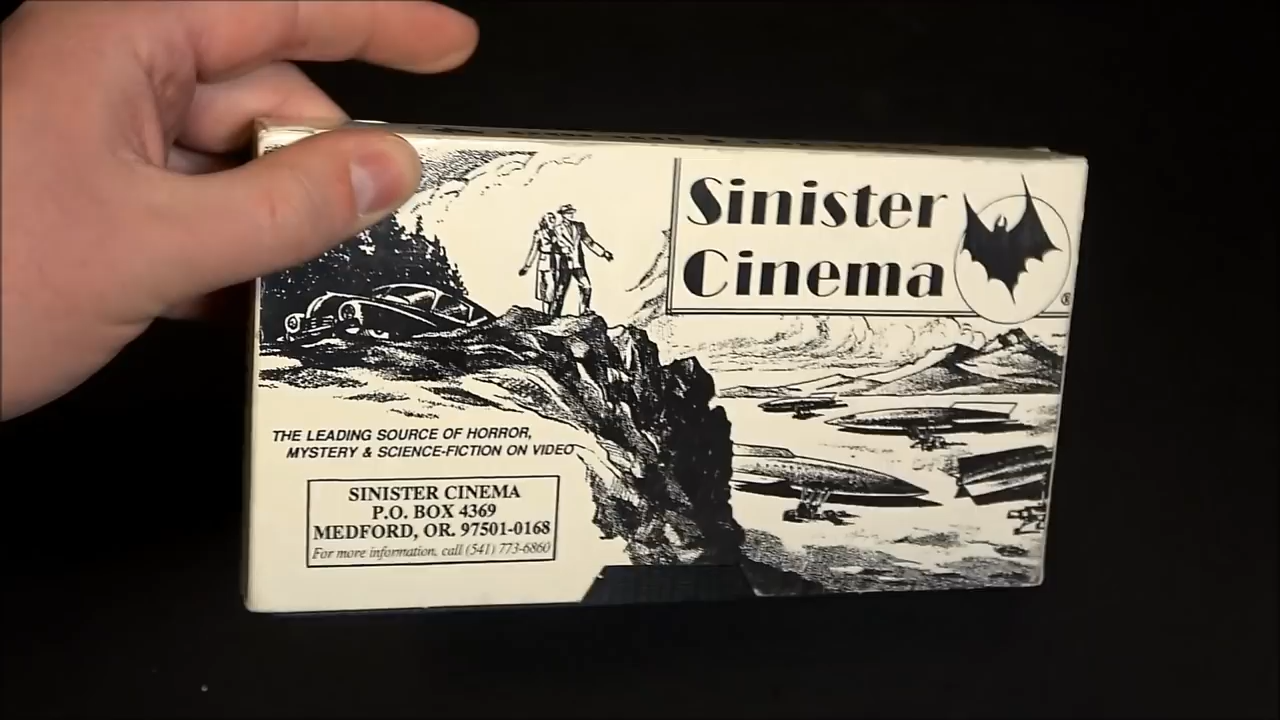 Sinister
Cinema
®
THE LEADING SOURCE OF HORROR,
MYSTERY & SCIENCE-FICTION ON VIDEO
SINISTER CINEMA
P.O. BOX 4369
MEDFORD, OR. 97501-0168
For more information, call (541) 773-6860